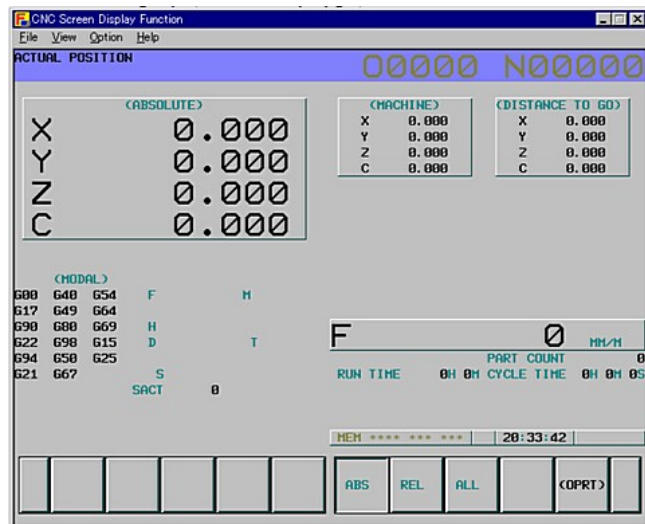 CNC Screen Display Function
File View Option Help
ACTUAL POSITION O0000 N00000
(ABSOLUTE)
X 0.000
Y 0.000
Z 0.000
C 0.000
(MACHINE)
X 0.000
Y 0.000
Z 0.000
C 0.000
(DISTANCE TO GO)
X 0.000
Y 0.000
Z 0.000
C 0.000
(MODAL)
G00 G40 G54 F M
G17 G49 G64
G90 G80 G69 H
G22 G98 G15 D T
G94 G50 G25
G21 G67 S
SACT 0
F 0 MM/M
PART COUNT 0
RUN TIME 0H 0M CYCLE TIME 0H 0M 0S
MEM **** *** *** 20:33:42
ABS REL ALL (OPRT)